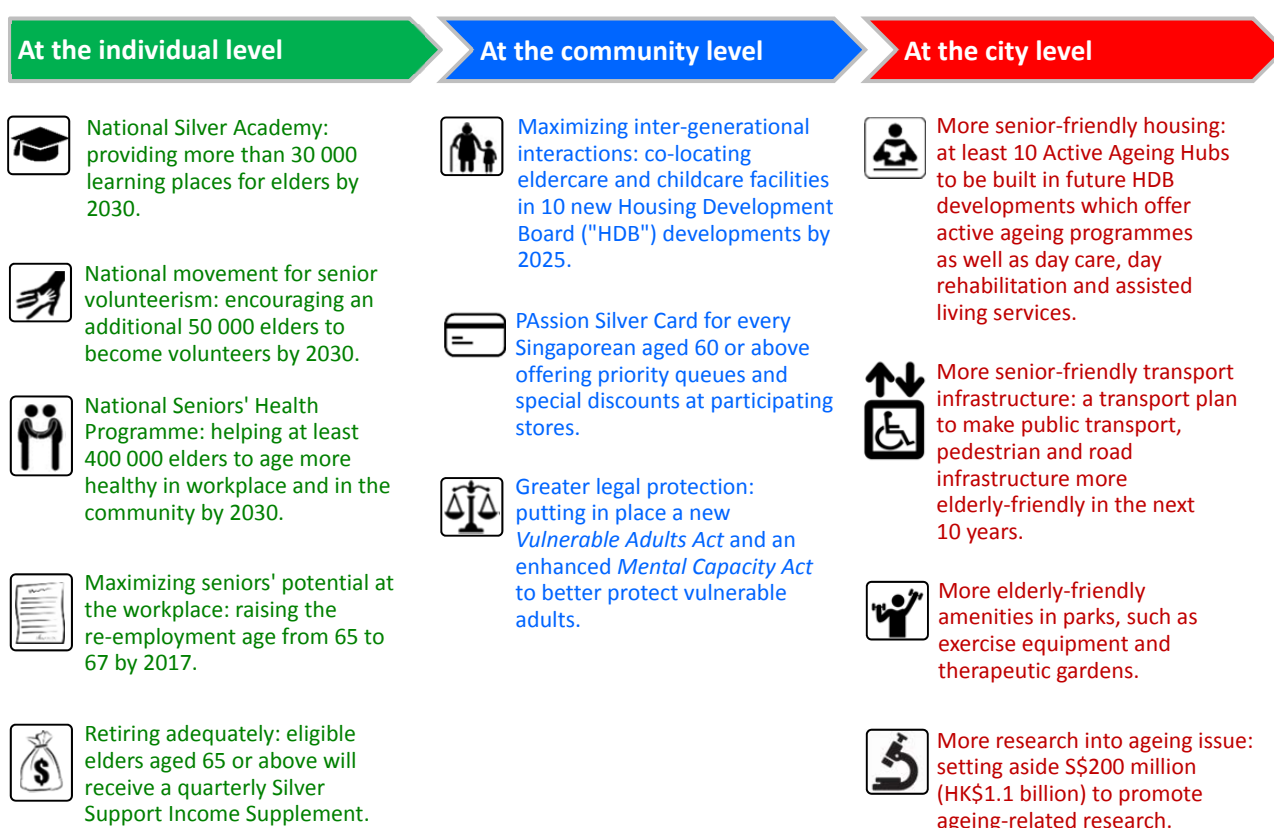 At the individual level
National Silver Academy:
providing more than 30 000
learning places for elders by
2030.
National movement for senior
volunteerism: encouraging an
additional 50 000 elders to
become volunteers by 2030.
National Seniors' Health
Programme: helping at least
400 000 elders to age more
healthy in workplace and in the
community by 2030.
Maximizing seniors' potential at
the workplace: raising the
re-employment age from 65 to
67 by 2017.
$
Retiring adequately: eligible
elders aged 65 or above will
receive a quarterly Silver
Support Income Supplement.
At the community level
Maximizing inter-generational
interactions: co-locating
eldercare and childcare facilities
in 10 new Housing Development
Board ("HDB") developments by
2025.
PAssion Silver Card for every
Singaporean aged 60 or above
offering priority queues and
special discounts at participating
stores.
Greater legal protection:
putting in place a new
Vulnerable Adults Act and an
enhanced Mental Capacity Act
to better protect vulnerable
adults.
At the city level
More senior-friendly housing:
at least 10 Active Ageing Hubs
to be built in future HDB
developments which offer
active ageing programmes
as well as day care, day
rehabilitation and assisted
living services.
More senior-friendly transport
infrastructure: a transport plan
to make public transport,
pedestrian and road
infrastructure more
elderly-friendly in the next
10 years.
More elderly-friendly
amenities in parks, such as
exercise equipment and
therapeutic gardens.
More research into ageing issue:
setting aside S$200 million
(HK$1.1 billion) to promote
ageing-related research.